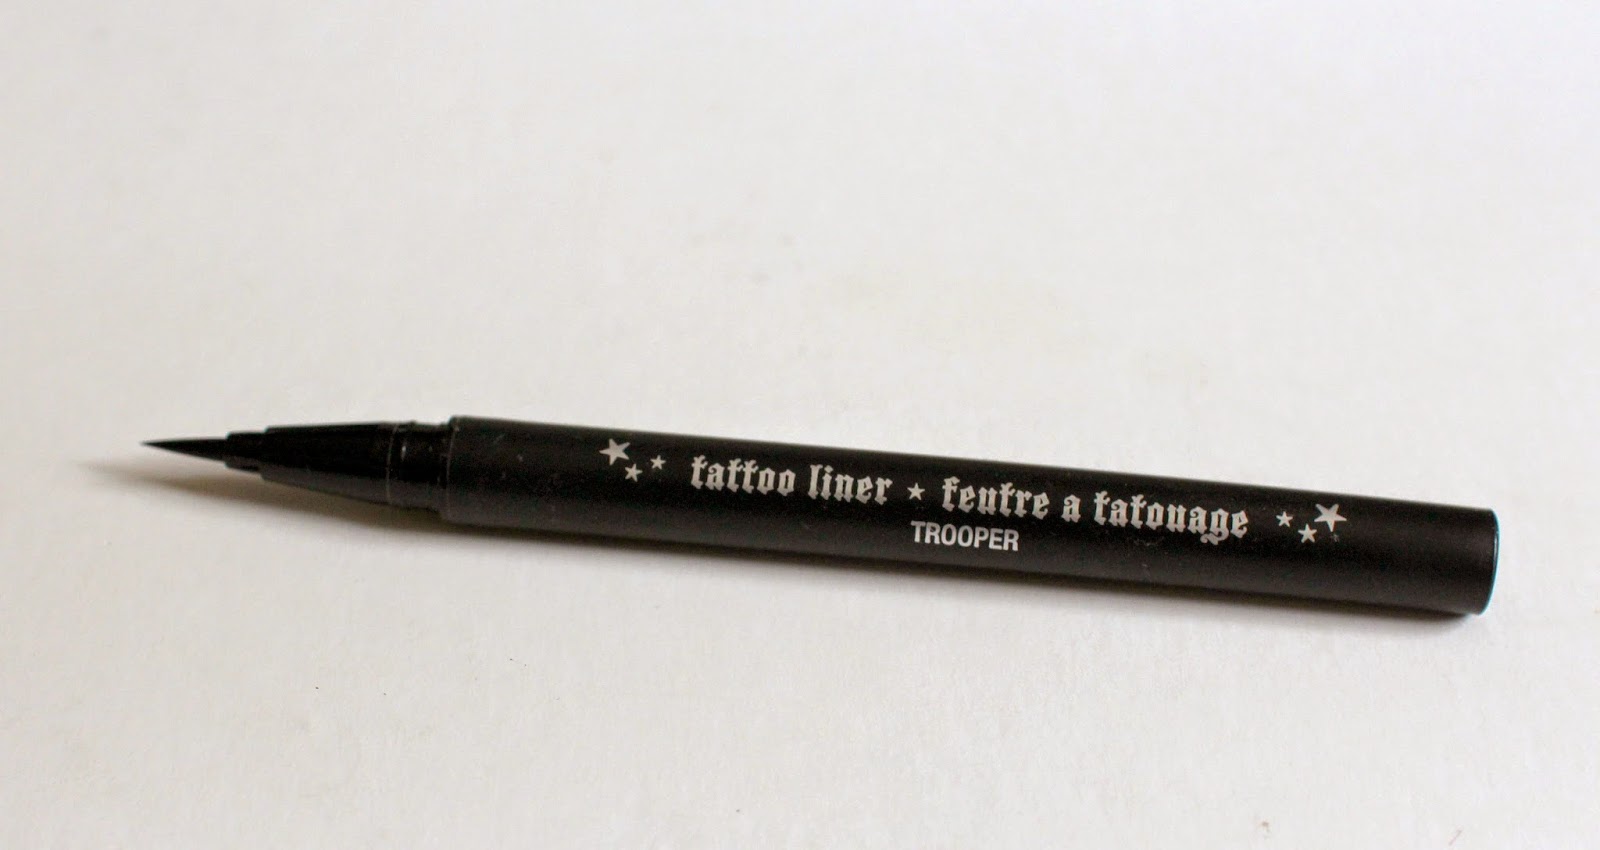 tattoo liner ★ feutre a tatouage
TROOPER